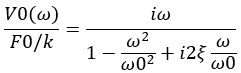 V0(ω)/(F0/k) = iω/(1 − ω²/ω0² + i2ξ ω/ω0)